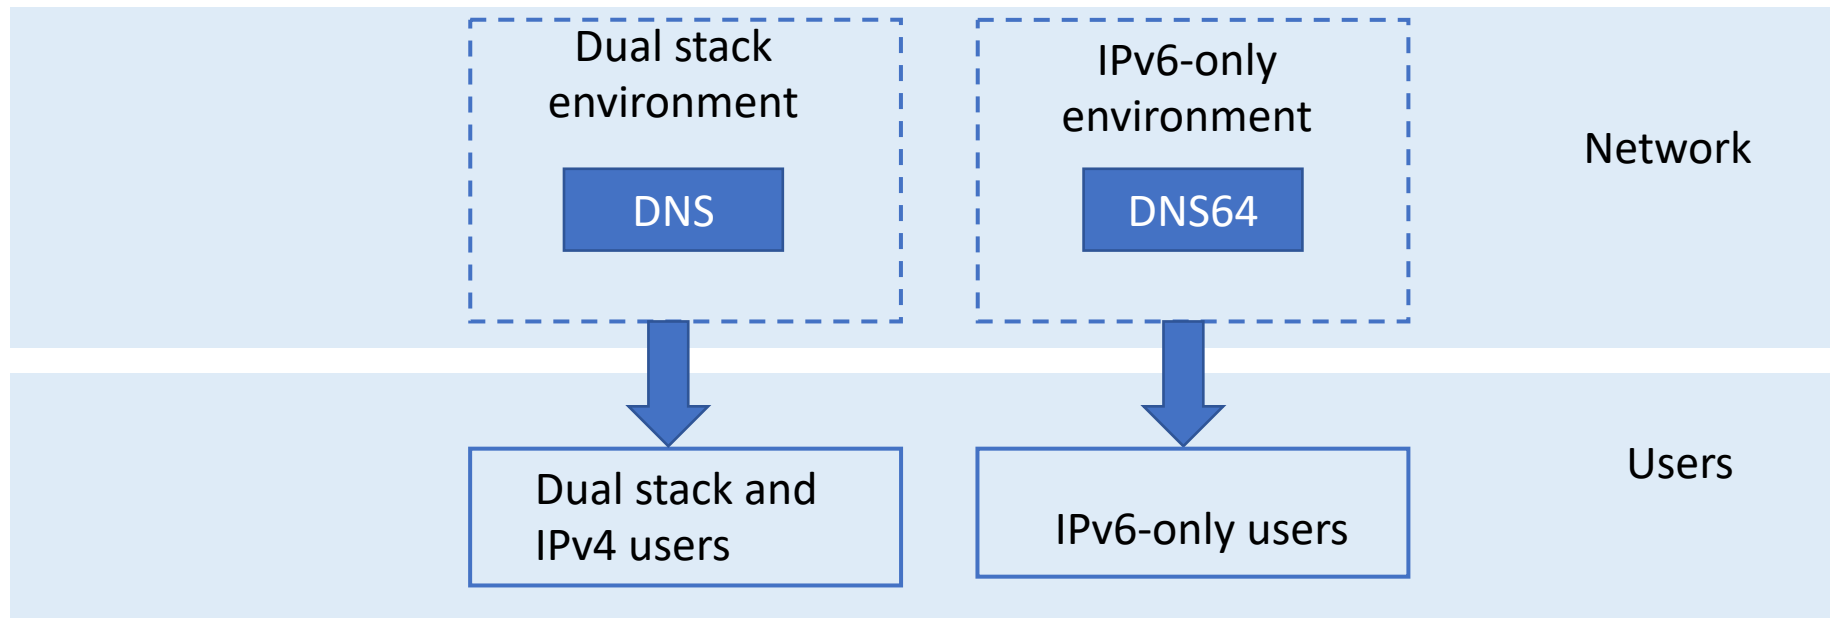 Dual stack
environment
DNS
IPv6-only
environment
DNS64
Network
Dual stack and
IPv4 users
IPv6-only users
Users